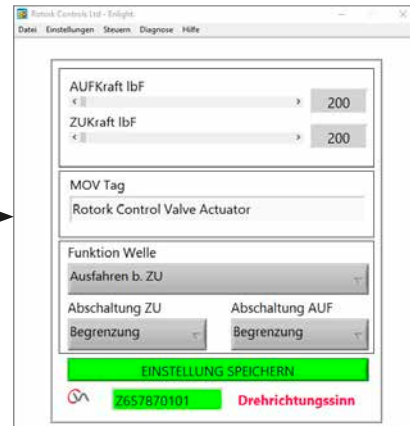 Rotork Controls Ltd - Enlight
Datei Einstellungen Steuern Diagnose Hilfe
AUFKraft lbF
200
ZUKraft lbF
200
MOV Tag
Rotork Control Valve Actuator
Funktion Welle
Ausfahren b. ZU
Abschaltung ZU Abschaltung AUF
Begrenzung Begrenzung
EINSTELLUNG SPEICHERN
Z657870101 Drehrichtungssinn